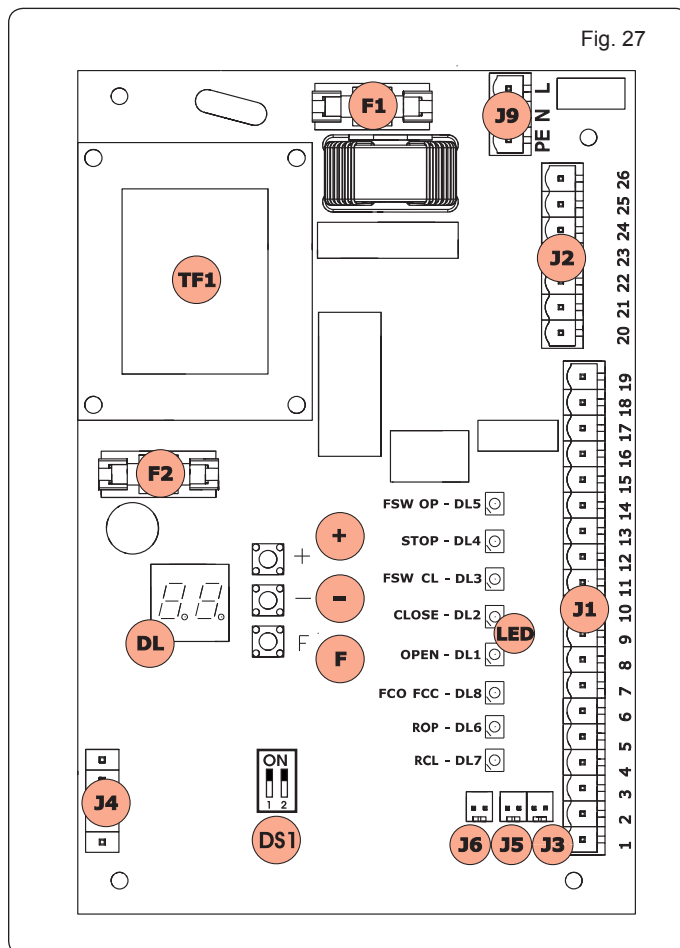 Fig. 27
F1
J9
PE N L
TF1
J2
26
25
24
23
22
21
20
19
18
17
16
15
14
13
12
11
10
9
8
7
6
5
4
3
2
1
J1
F2
FSW OP - DL5
STOP - DL4
FSW CL - DL3
CLOSE - DL2
OPEN - DL1
FCO FCC - DL8
ROP - DL6
RCL - DL7
LED
+ +
- -
F F
8.8.
DL
J4
ON
1 2
DS1
J6 J5 J3